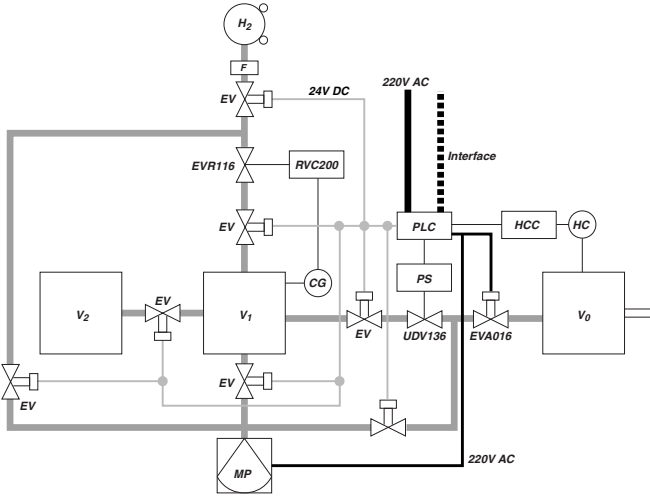 H2
F
EV
24V DC
220V AC
Interface
EVR116
RVC200
EV
PLC
HCC
HC
CG
PS
V2
EV
V1
V0
EV
UDV136
EVA016
EV
EV
MP
220V AC